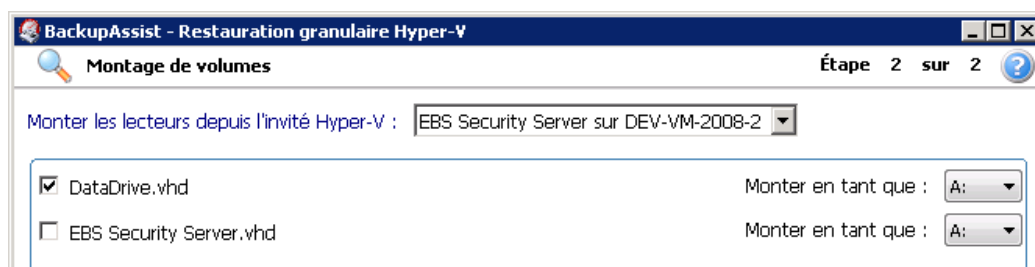 BackupAssist - Restauration granulaire Hyper-V
Montage de volumes Étape 2 sur 2
Monter les lecteurs depuis l'invité Hyper-V : EBS Security Server sur DEV-VM-2008-2
DataDrive.vhd Monter en tant que : A:
EBS Security Server.vhd Monter en tant que : A: